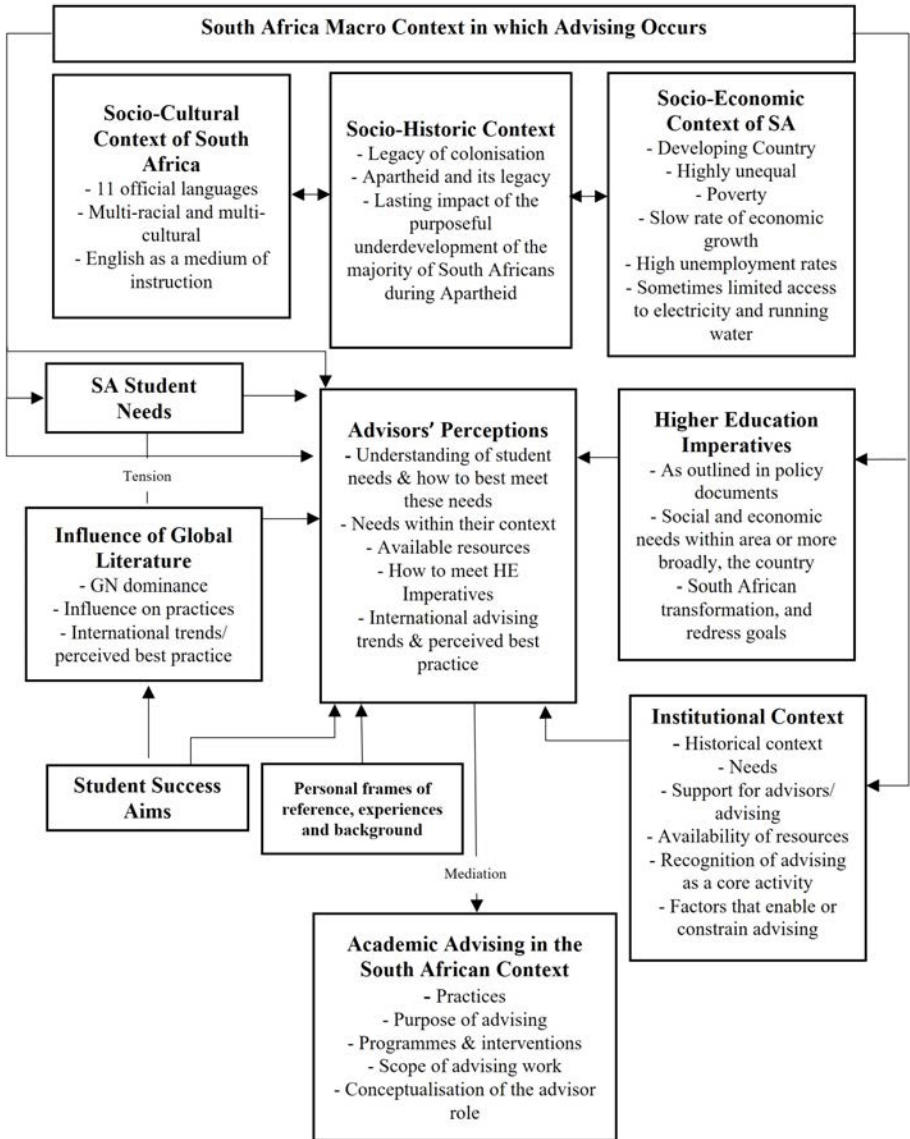 South Africa Macro Context in which Advising Occurs
Socio-Cultural
Context of South
Africa
- 11 official languages
- Multi-racial and multi-
cultural
- English as a medium of
instruction
Socio-Historic Context
- Legacy of colonisation
- Apartheid and its legacy
- Lasting impact of the
purposeful
underdevelopment of the
majority of South Africans
during Apartheid
Socio-Economic
Context of SA
- Developing Country
- Highly unequal
- Poverty
- Slow rate of economic
growth
- High unemployment rates
- Sometimes limited access
to electricity and running
water
SA Student
Needs
Tension
Influence of Global
Literature
- GN dominance
- Influence on practices
- International trends/
perceived best practice
Student Success
Aims
Advisors' Perceptions
- Understanding of student
needs & how to best meet
these needs
- Needs within their context
- Available resources
- How to meet HE
Imperatives
- International advising
trends & perceived best
practice
Personal frames of
reference, experiences
and background
Higher Education
Imperatives
- As outlined in policy
documents
- Social and economic
needs within area or more
broadly, the country
- South African
transformation, and
redress goals
Institutional Context
- Historical context
- Needs
- Support for advisors/
advising
- Availability of resources
- Recognition of advising
as a core activity
- Factors that enable or
constrain advising
Mediation
Academic Advising in the
South African Context
- Practices
- Purpose of advising
- Programmes & interventions
- Scope of advising work
- Conceptualisation of the advisor
role